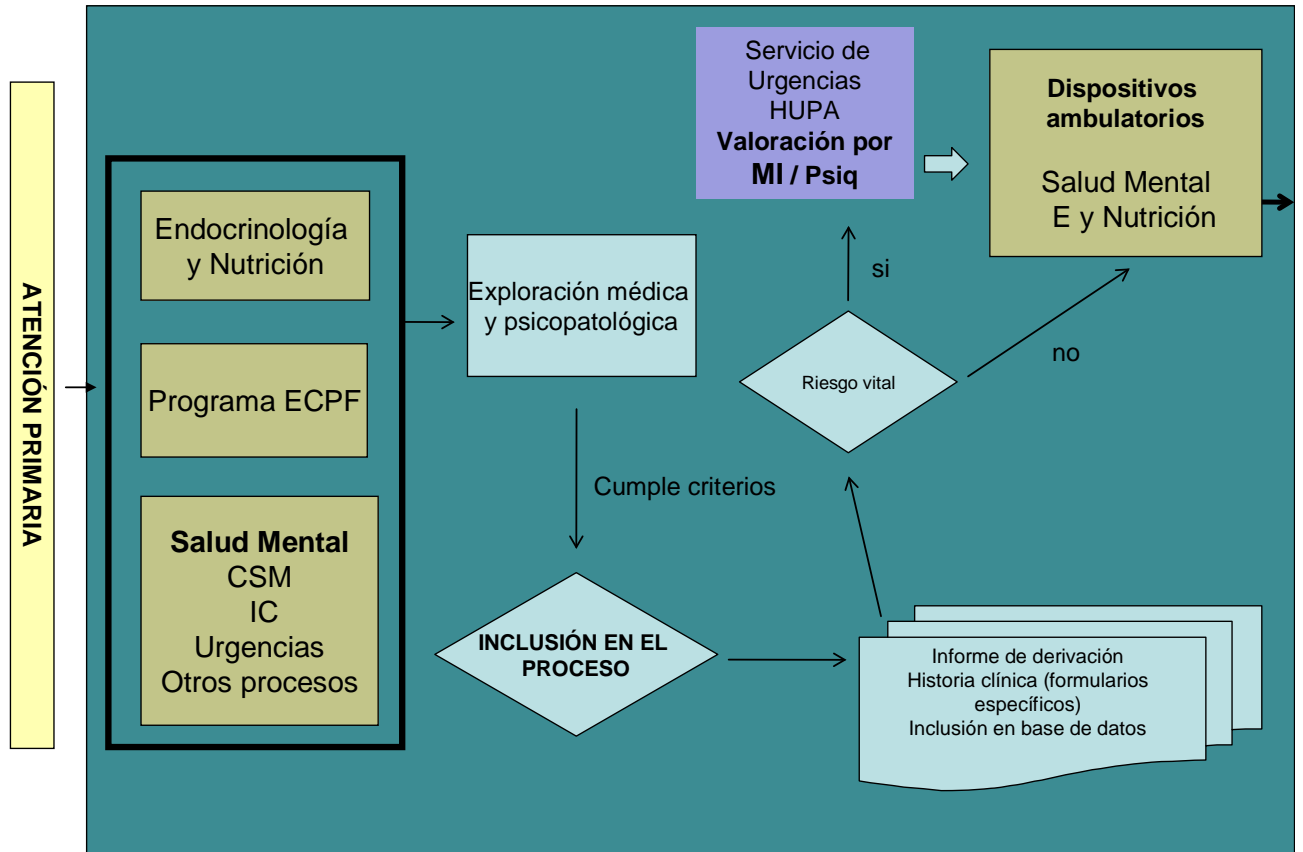 ATENCIÓN PRIMARIA
Endocrinología
y Nutrición
Programa ECPF
Salud Mental
CSM
IC
Urgencias
Otros procesos
Exploración médica
y psicopatológica
Cumple criterios
INCLUSIÓN EN EL
PROCESO
Informe de derivación
Historia clínica (formularios
específicos)
Inclusión en base de datos
Riesgo vital
si
no
Servicio de
Urgencias
HUPA
Valoración por
MI / Psiq
Dispositivos
ambulatorios
Salud Mental
E y Nutrición